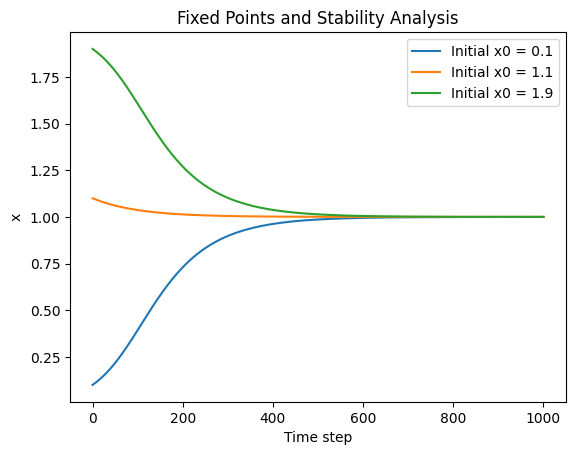 Fixed Points and Stability Analysis
Initial x0 = 0.1
Initial x0 = 1.1
Initial x0 = 1.9
1.75
1.50
1.25
1.00
0.75
0.50
0.25
x
0 200 400 600 800 1000
Time step